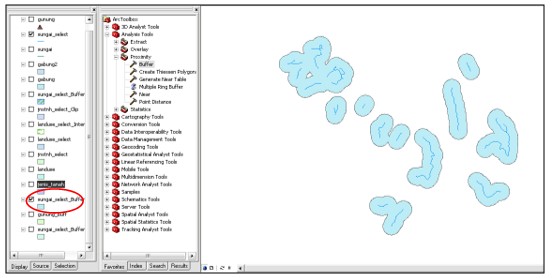 gunung
sungai_select
sungai
gabung2
gabung
sungai_select_Buffer
jnstnh_select_Clip
landuse_select_Inter
jnstnh_select
landuse
jenis_tanah
sungai_select_Buffer
gunung_buff
sungai_select_Buffer
Display Source Selection
ArcToolbox
3D Analyst Tools
Analysis Tools
Extract
Overlay
Proximity
Buffer
Create Thiessen Polygon
Generate Near Table
Multiple Ring Buffer
Near
Point Distance
Statistics
Cartography Tools
Conversion Tools
Data Interoperability Tools
Data Management Tools
Geocoding Tools
Geostatistical Analyst Tools
Linear Referencing Tools
Mobile Tools
Multidimension Tools
Network Analyst Tools
Samples
Schematics Tools
Server Tools
Spatial Analyst Tools
Spatial Statistics Tools
Tracking Analyst Tools
Favorites Index Search Results